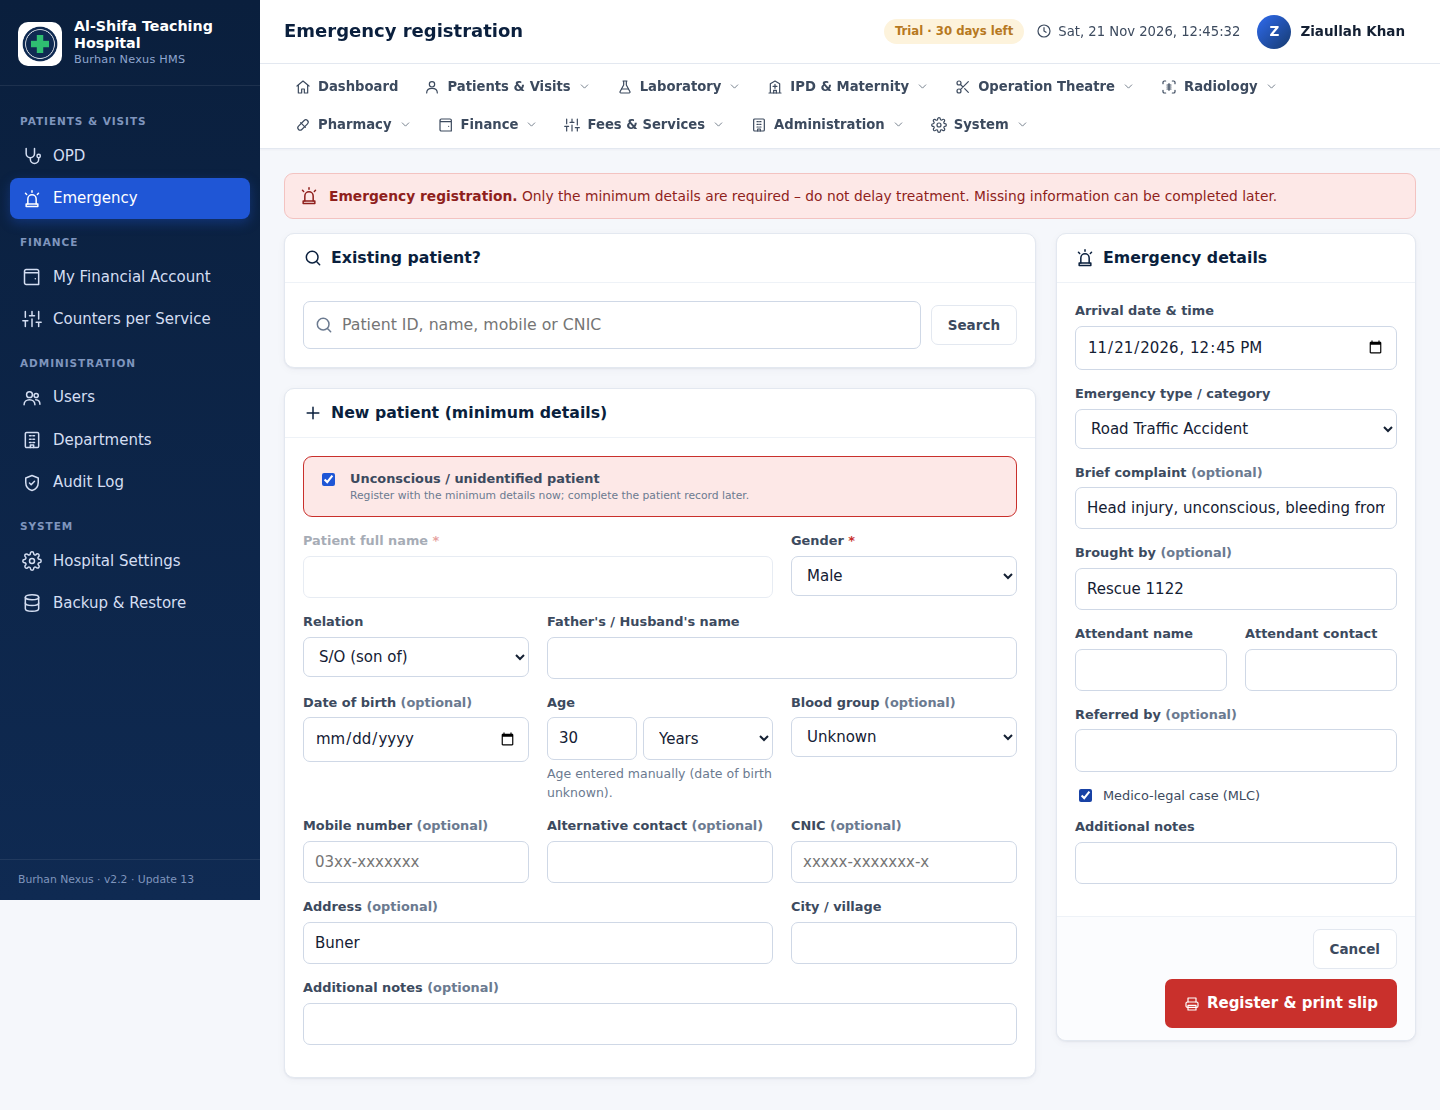 Al-Shifa Teaching
Hospital
Burhan Nexus HMS
PATIENTS & VISITS
OPD
Emergency
FINANCE
My Financial Account
Counters per Service
ADMINISTRATION
Users
Departments
Audit Log
SYSTEM
Hospital Settings
Backup & Restore
Burhan Nexus · v2.2 · Update 13
Emergency registration
Trial · 30 days left
Sat, 21 Nov 2026, 12:45:32
Z
Ziaullah Khan
Dashboard
Patients & Visits
Laboratory
IPD & Maternity
Operation Theatre
Radiology
Pharmacy
Finance
Fees & Services
Administration
System
Emergency registration. Only the minimum details are required – do not delay treatment. Missing information can be completed later.
Existing patient?
Patient ID, name, mobile or CNIC
Search
New patient (minimum details)
Unconscious / unidentified patient
Register with the minimum details now; complete the patient record later.
Patient full name *
Gender *
Male
Relation
Father's / Husband's name
S/O (son of)
Date of birth (optional)
Age
Blood group (optional)
mm/dd/yyyy
30
Years
Unknown
Age entered manually (date of birth
unknown).
Mobile number (optional)
Alternative contact (optional)
CNIC (optional)
03xx-xxxxxxx
xxxxx-xxxxxxx-x
Address (optional)
City / village
Buner
Additional notes (optional)
Emergency details
Arrival date & time
11/21/2026, 12:45 PM
Emergency type / category
Road Traffic Accident
Brief complaint (optional)
Head injury, unconscious, bleeding from
Brought by (optional)
Rescue 1122
Attendant name
Attendant contact
Referred by (optional)
Medico-legal case (MLC)
Additional notes
Cancel
Register & print slip